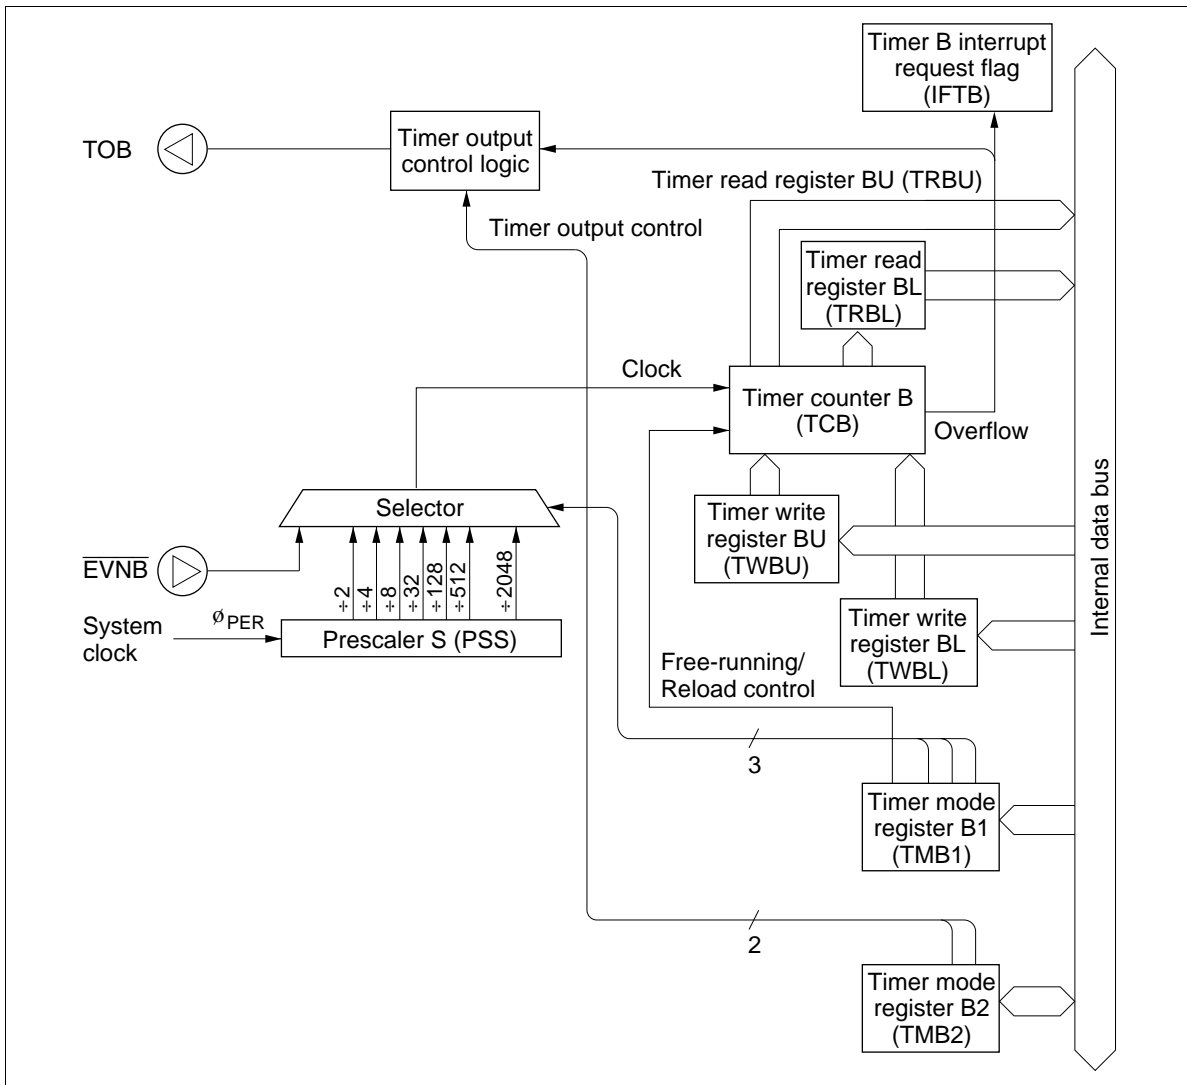 Timer B interrupt
request flag
(IFTB)
TOB
Timer output
control logic
Timer read register BU (TRBU)
Timer output control
Timer read
register BL
(TRBL)
Clock
Timer counter B
(TCB)
Overflow
Selector
Timer write
register BU
(TWBU)
EVNB
÷2
÷4
÷8
÷32
÷128
÷512
÷2048
Internal data bus
System
clock
øPER
Prescaler S (PSS)
Timer write
register BL
(TWBL)
Free-running/
Reload control
3
Timer mode
register B1
(TMB1)
2
Timer mode
register B2
(TMB2)